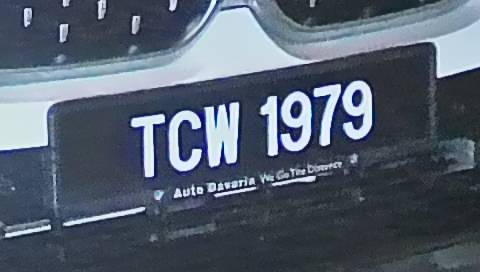 TCW 1979
Auto Bavaria We Go The Distance